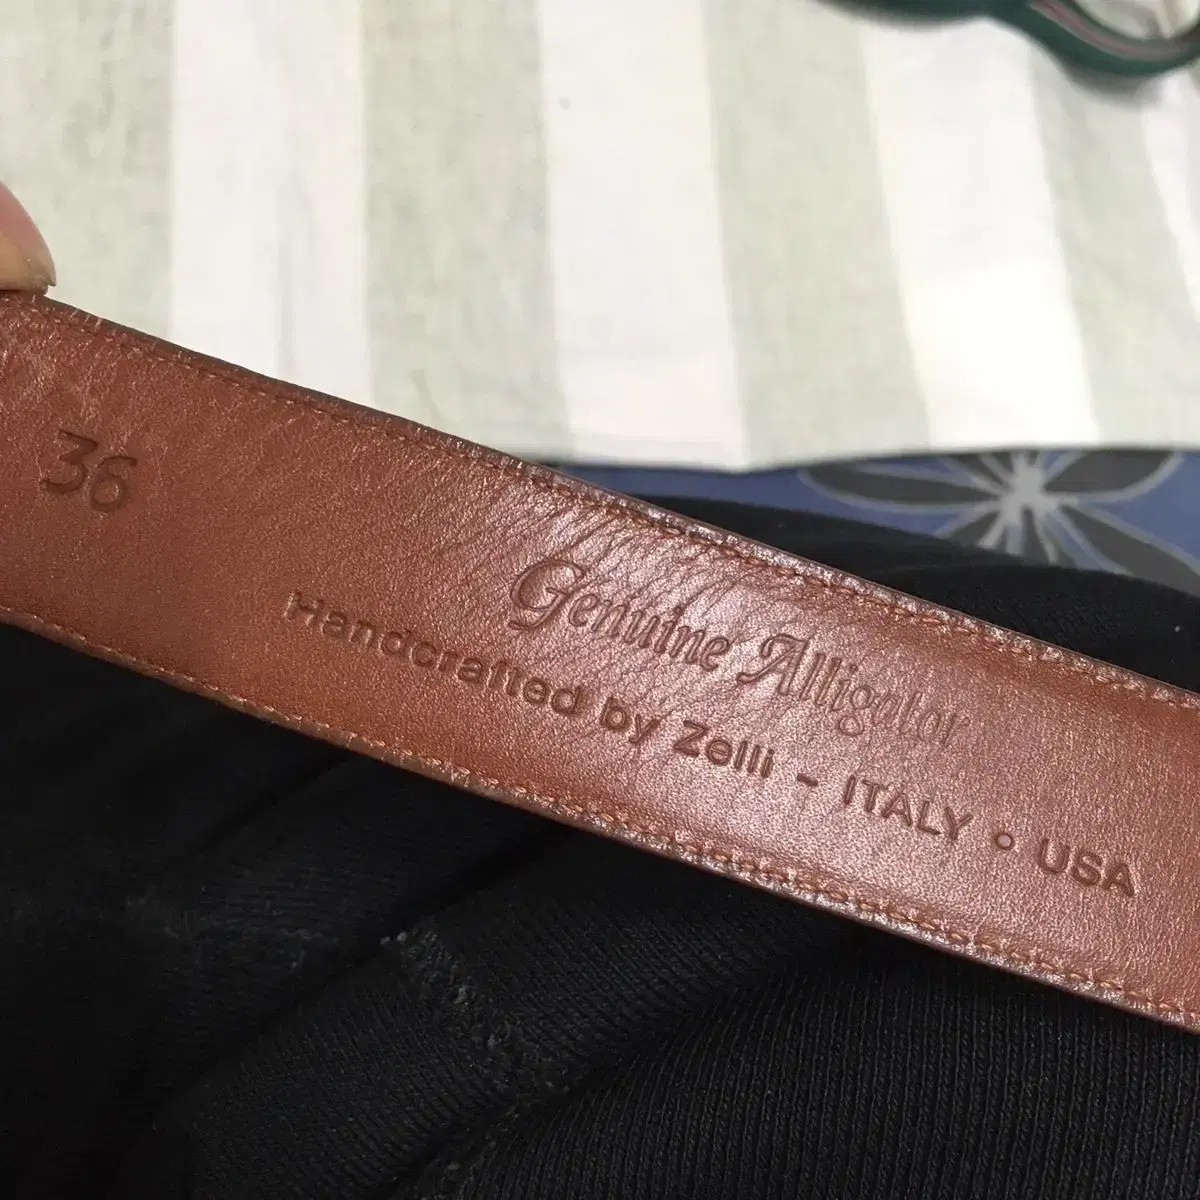 36
Genuine Alligator
Handcrafted by Zelli - ITALY • USA